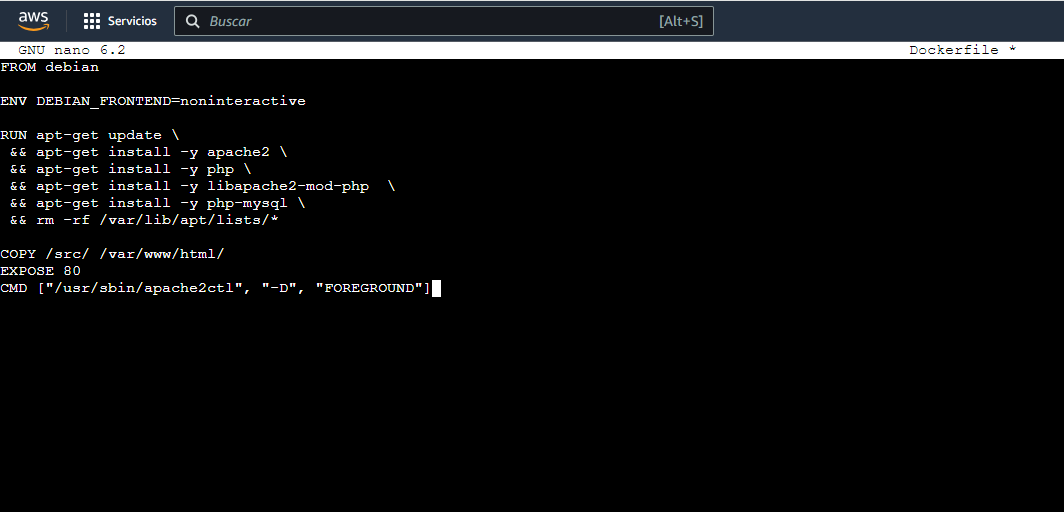 aws Servicios Buscar [Alt+S]
GNU nano 6.2 Dockerfile *
FROM debian
ENV DEBIAN_FRONTEND=noninteractive
RUN apt-get update \
&& apt-get install -y apache2 \
&& apt-get install -y php \
&& apt-get install -y libapache2-mod-php  \
&& apt-get install -y php-mysql \
&& rm -rf /var/lib/apt/lists/*
COPY /src/ /var/www/html/
EXPOSE 80
CMD ["/usr/sbin/apache2ctl", "-D", "FOREGROUND"]